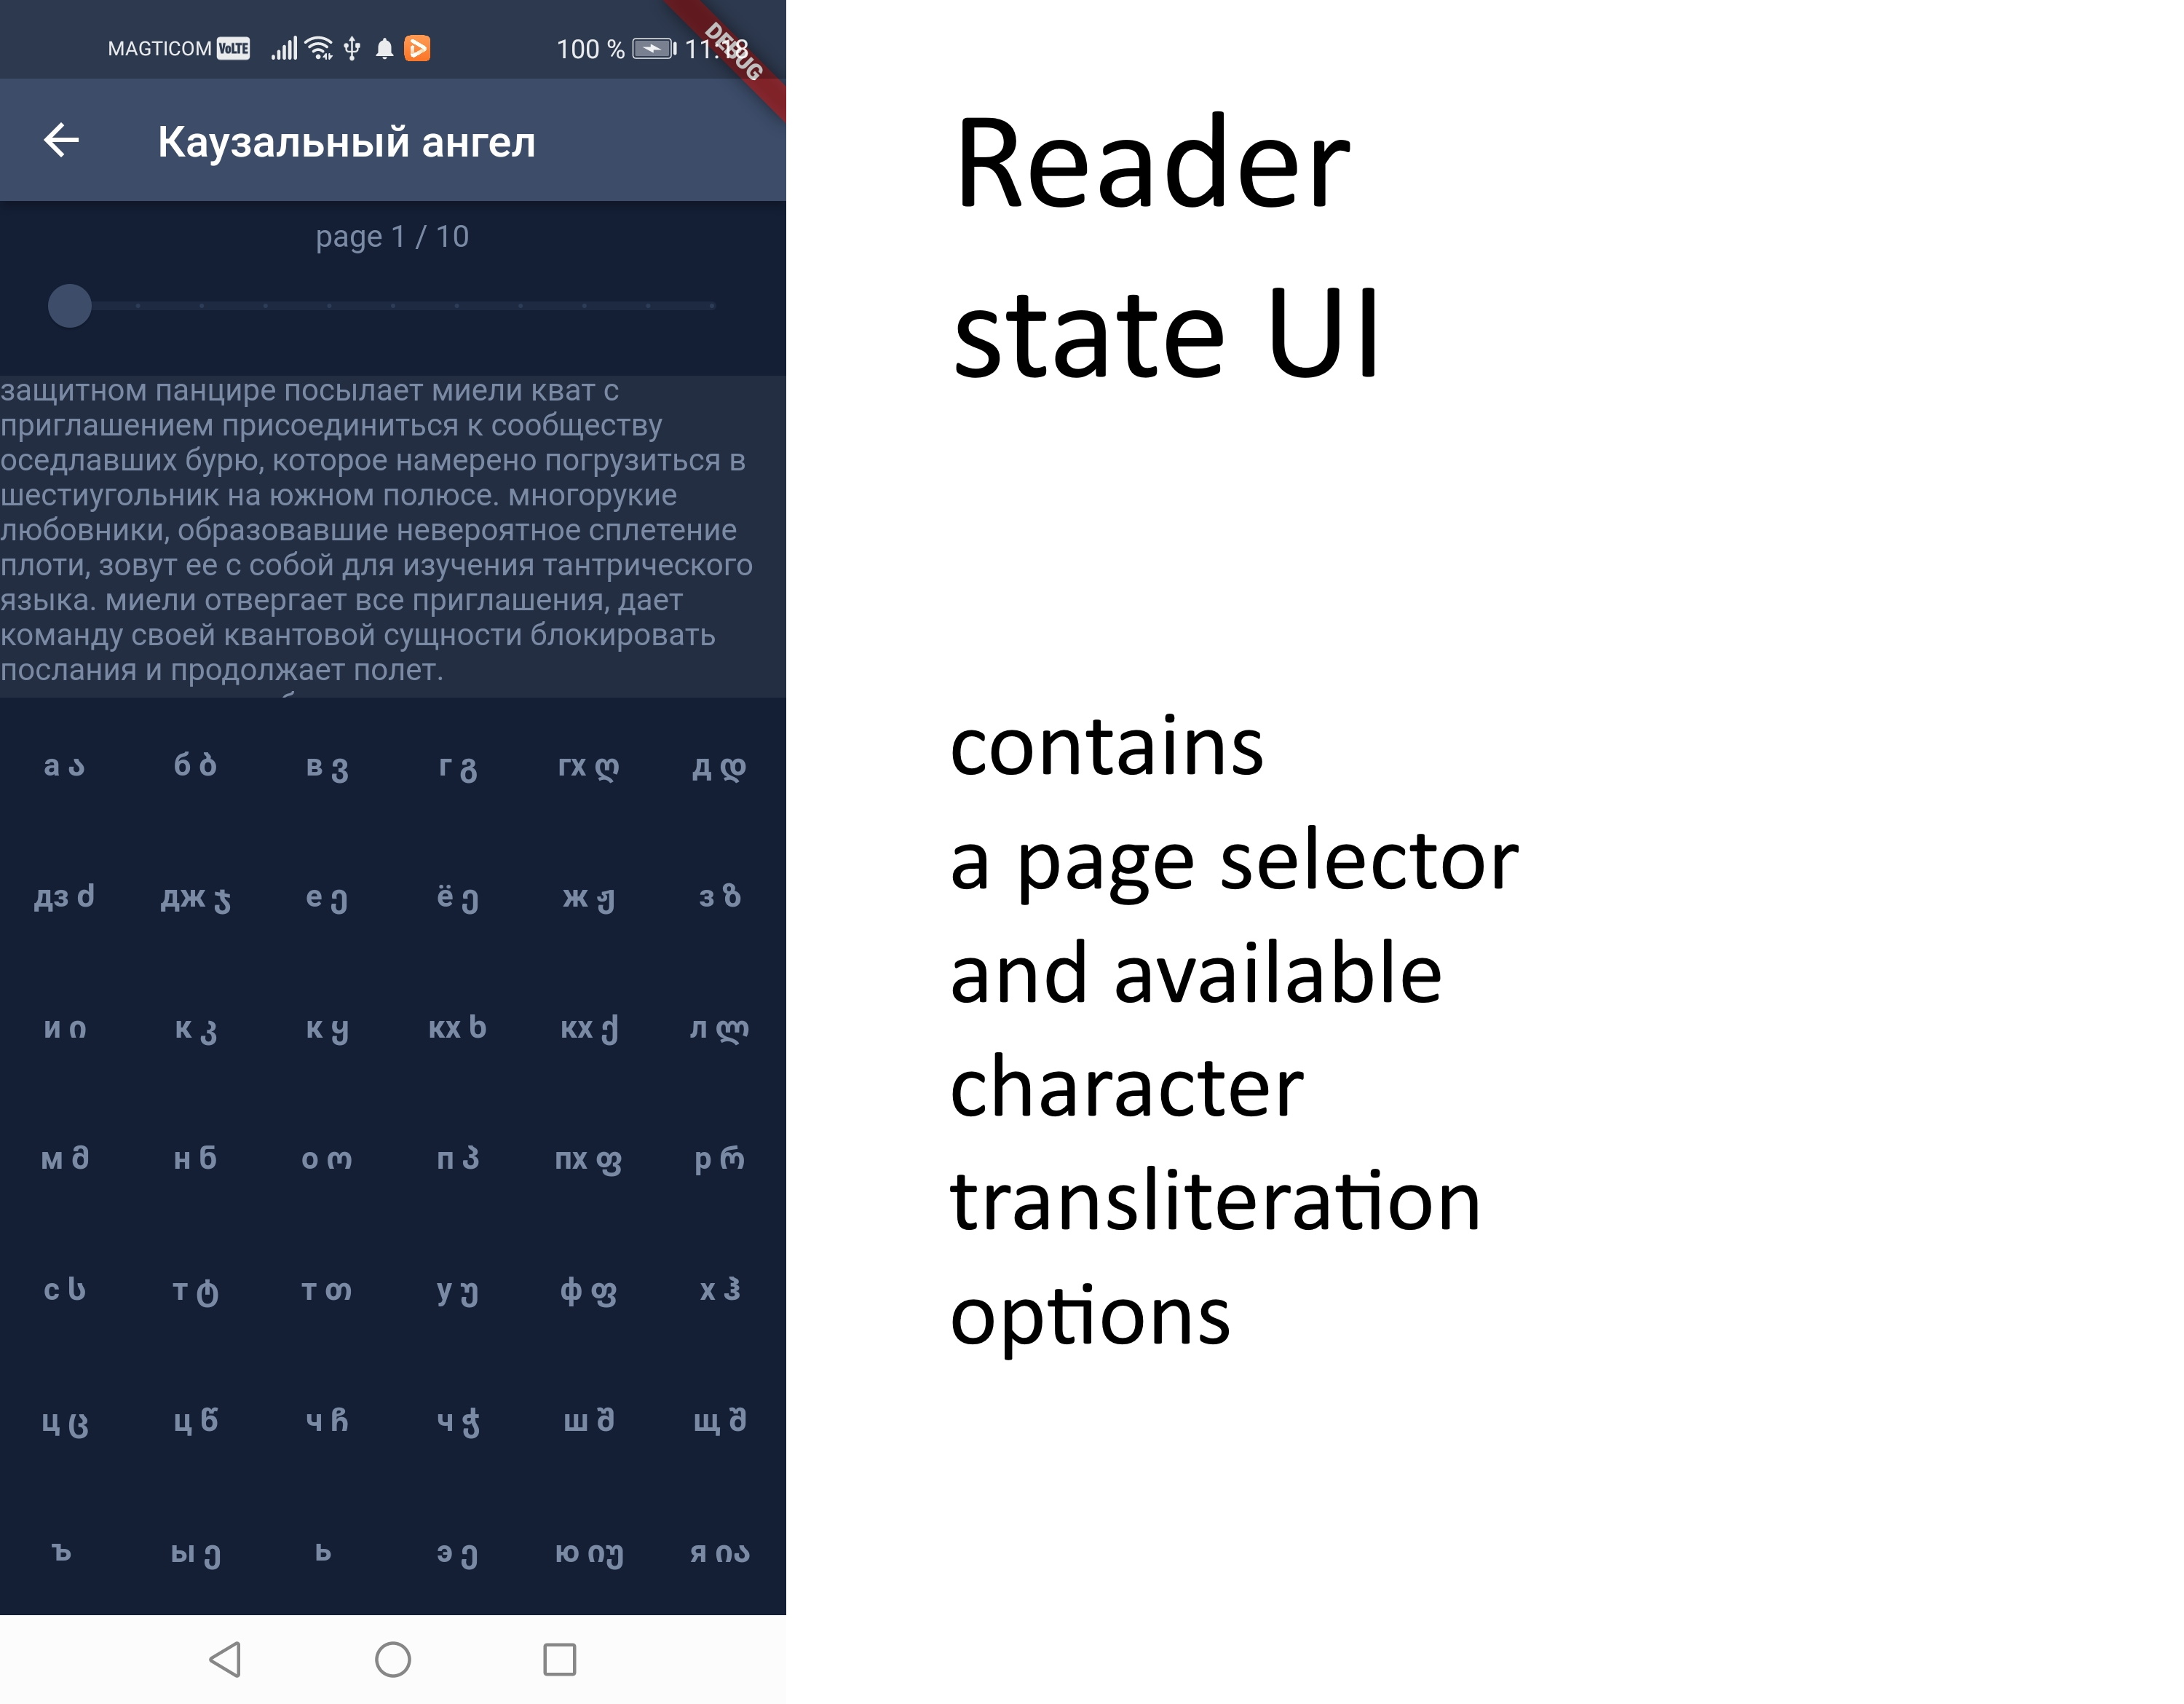 MAGTICOM VoLTE 100 % 11:18
DEBUG
Каузальный ангел
page 1 / 10
защитном панцире посылает миели кват с
приглашением присоединиться к сообществу
оседлавших бурю, которое намерено погрузиться в
шестиугольник на южном полюсе. многорукие
любовники, образовавшие невероятное сплетение
плоти, зовут ее с собой для изучения тантрического
языка. миели отвергает все приглашения, дает
команду своей квантовой сущности блокировать
послания и продолжает полет.
а ა б ბ в ვ г გ гх ღ д დ
дз d дж ჯ е ე ё ე ж ჟ з ზ
и ი к კ к ყ кх ხ кх ქ л ლ
м მ н ნ о ო п პ пх ფ р რ
с ს т ტ т თ у უ ф ფ х ჰ
ц ც ц წ ч ჩ ч ჭ ш შ щ შ
ъ ы ე ь э ე ю იუ я ია
Reader
state UI
contains
a page selector
and available
character
transliteration
options